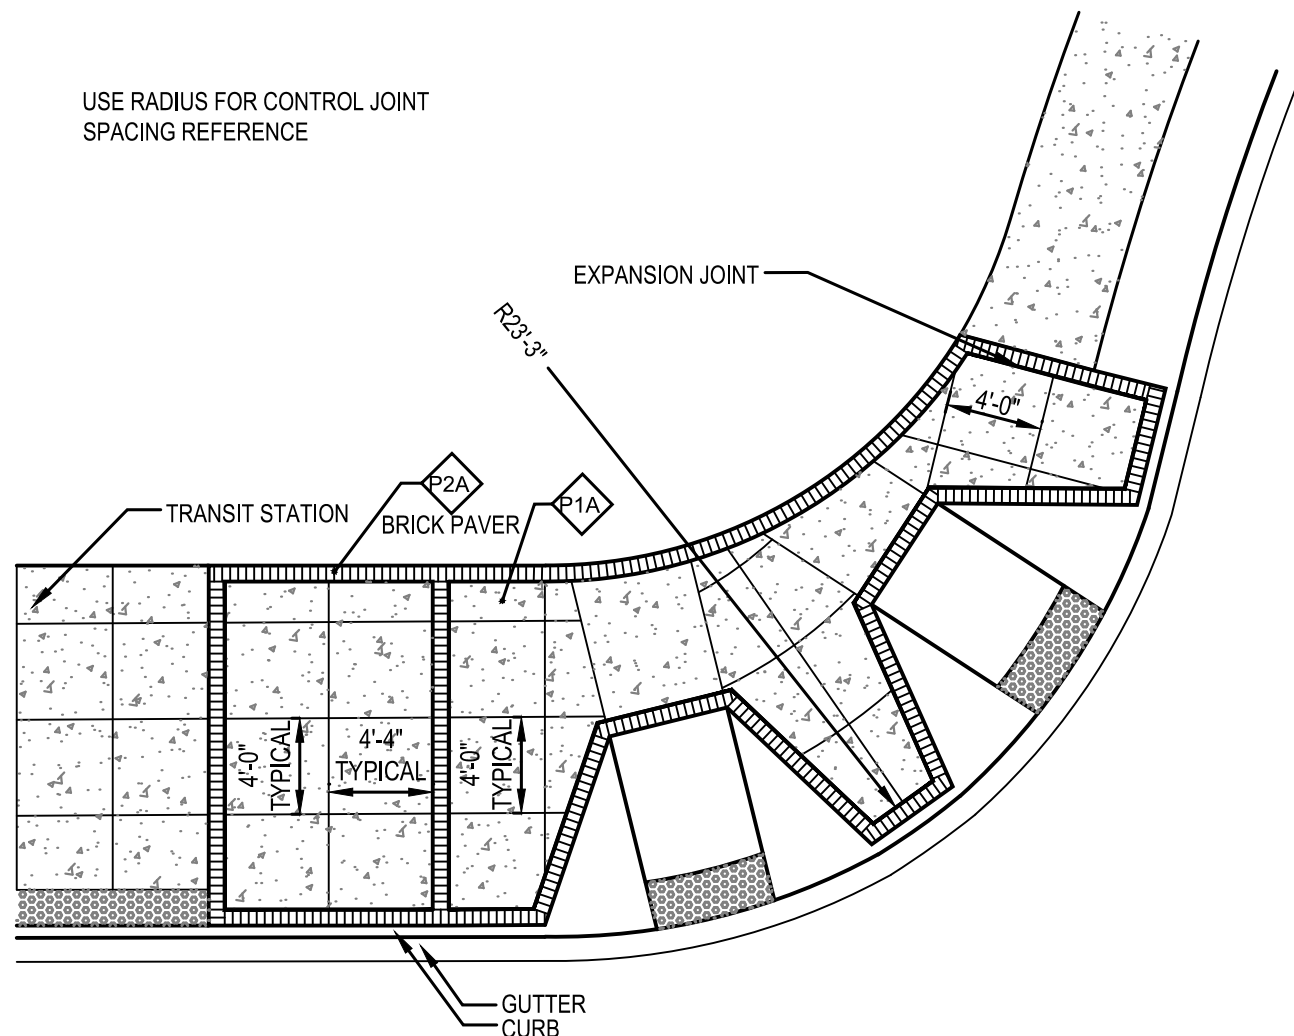 USE RADIUS FOR CONTROL JOINT
SPACING REFERENCE
EXPANSION JOINT
R23'-3"
4'-0"
P2A
BRICK PAVER
P1A
TRANSIT STATION
4'-0"
TYPICAL
4'-4"
TYPICAL
4'-0"
TYPICAL
GUTTER
CURB